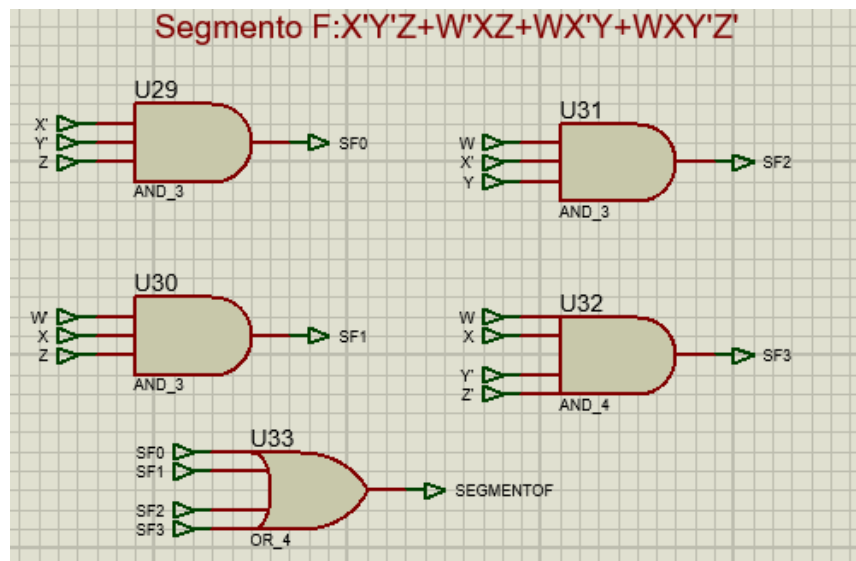 Segmento F:X'Y'Z+W'XZ+WX'Y+WXY'Z'
U29
X'
Y'
Z
SF0
AND_3
U31
W
X'
Y
SF2
AND_3
U30
W'
X
Z
SF1
AND_3
U32
W
X
Y'
Z'
SF3
AND_4
U33
SF0
SF1
SF2
SF3
SEGMENTOF
OR_4